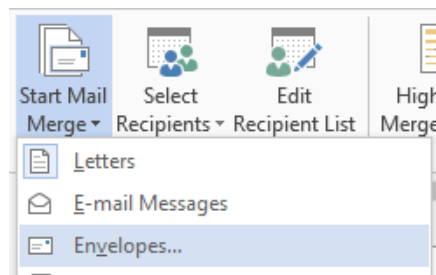 Start Mail Select Edit High
Merge Recipients Recipient List Merge
Letters
E-mail Messages
Envelopes...